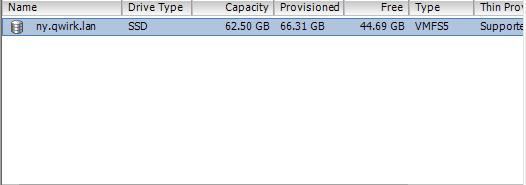 Name Drive Type Capacity Provisioned Free Type Thin Prov
ny.qwirk.lan SSD 62.50 GB 66.31 GB 44.69 GB VMFS5 Supporte